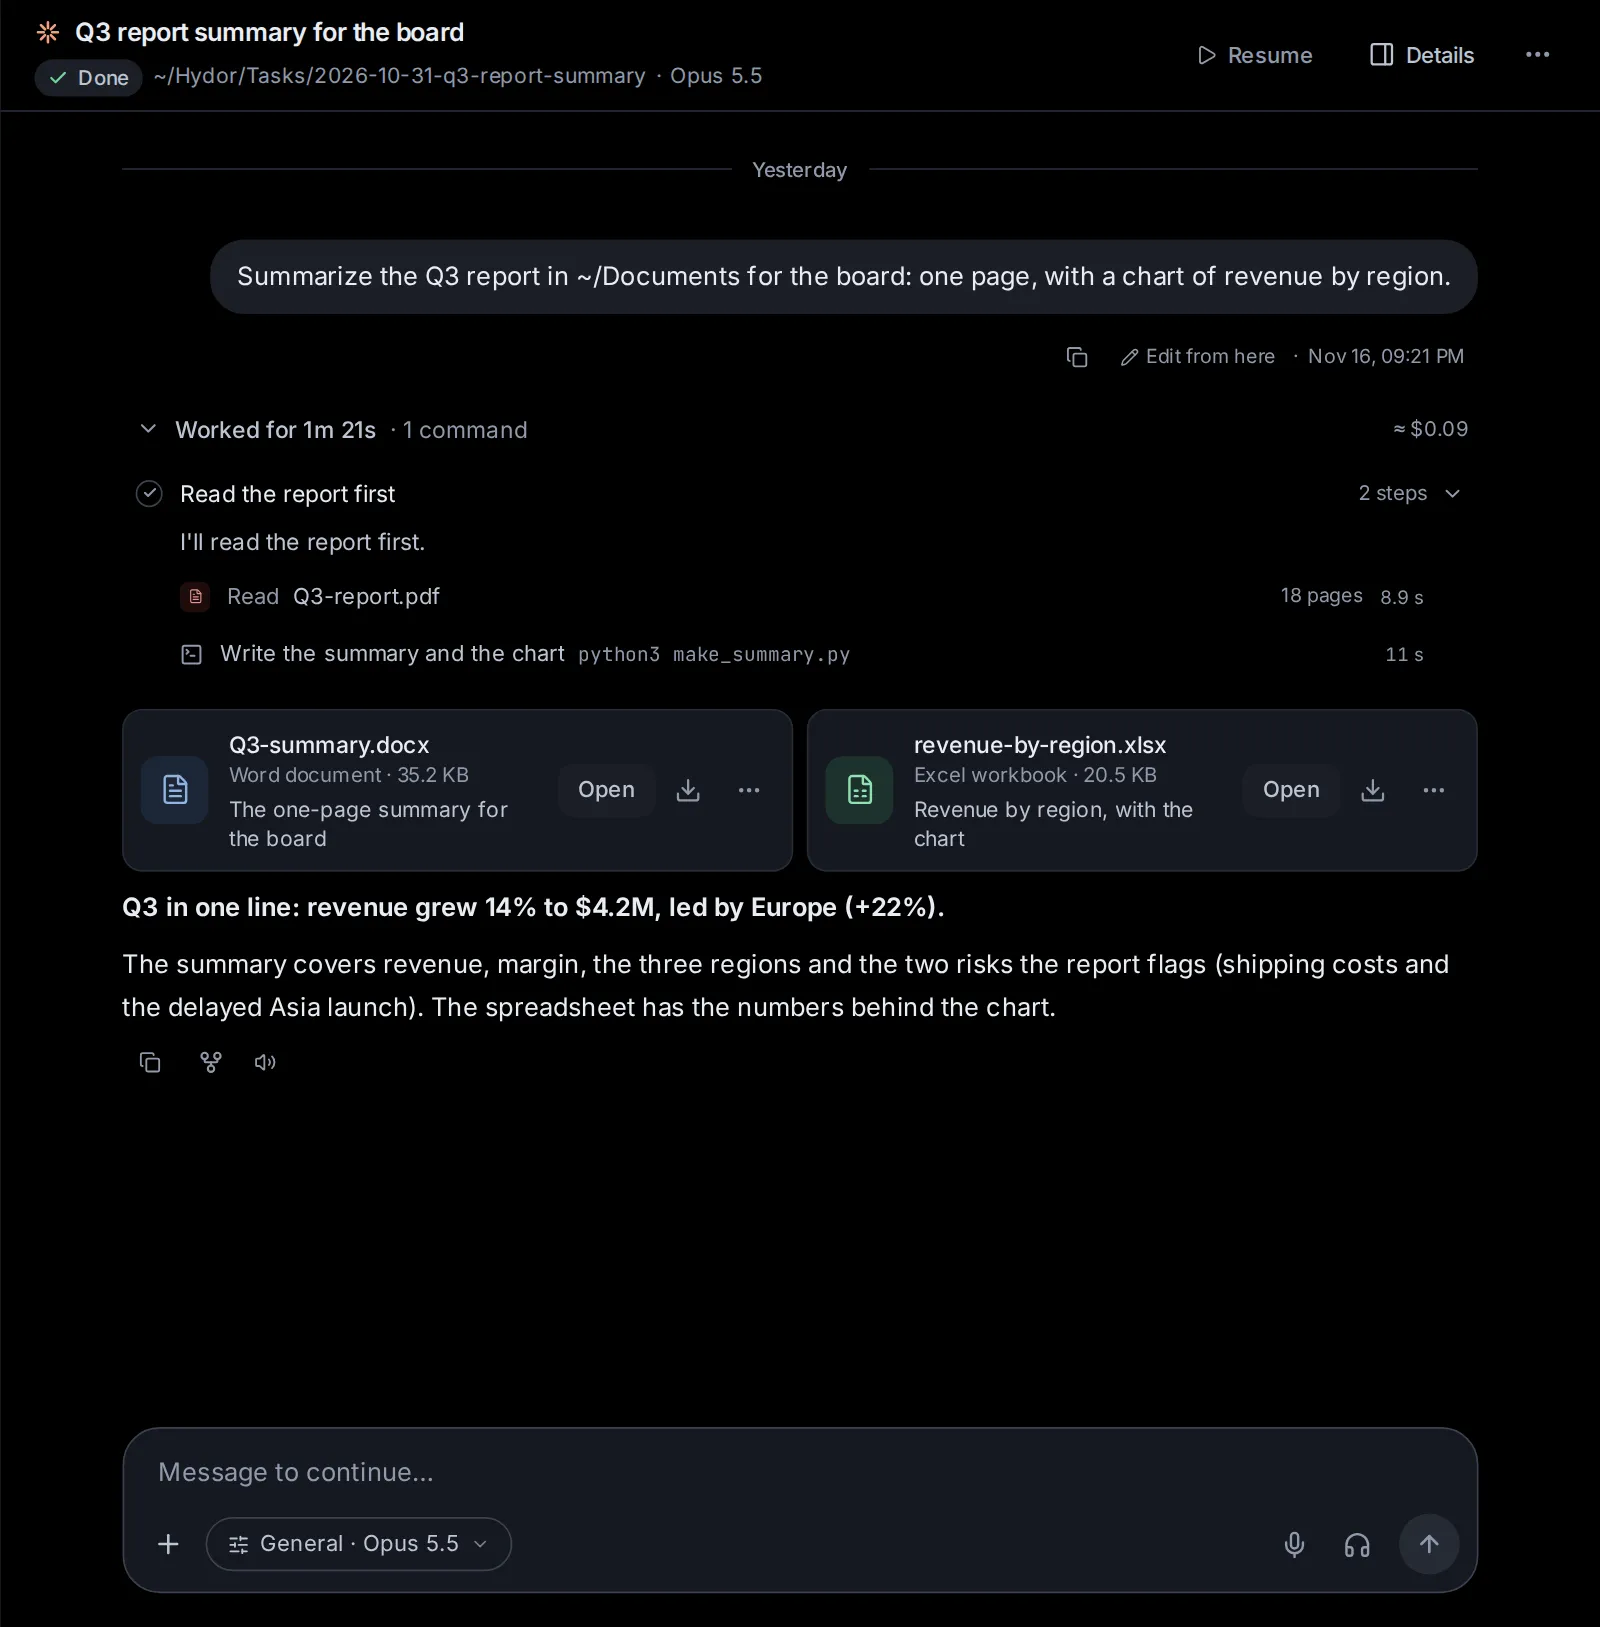 Q3 report summary for the board
Done ~/Hydor/Tasks/2026-10-31-q3-report-summary · Opus 5.5
Resume
Details
Yesterday
Summarize the Q3 report in ~/Documents for the board: one page, with a chart of revenue by region.
Edit from here · Nov 16, 09:21 PM
Worked for 1m 21s · 1 command
≈ $0.09
Read the report first
2 steps
I'll read the report first.
Read Q3-report.pdf
18 pages 8.9 s
Write the summary and the chart python3 make_summary.py
11 s
Q3-summary.docx
Word document · 35.2 KB
The one-page summary for
the board
Open
revenue-by-region.xlsx
Excel workbook · 20.5 KB
Revenue by region, with the
chart
Open
Q3 in one line: revenue grew 14% to $4.2M, led by Europe (+22%).
The summary covers revenue, margin, the three regions and the two risks the report flags (shipping costs and
the delayed Asia launch). The spreadsheet has the numbers behind the chart.
Message to continue...
General · Opus 5.5